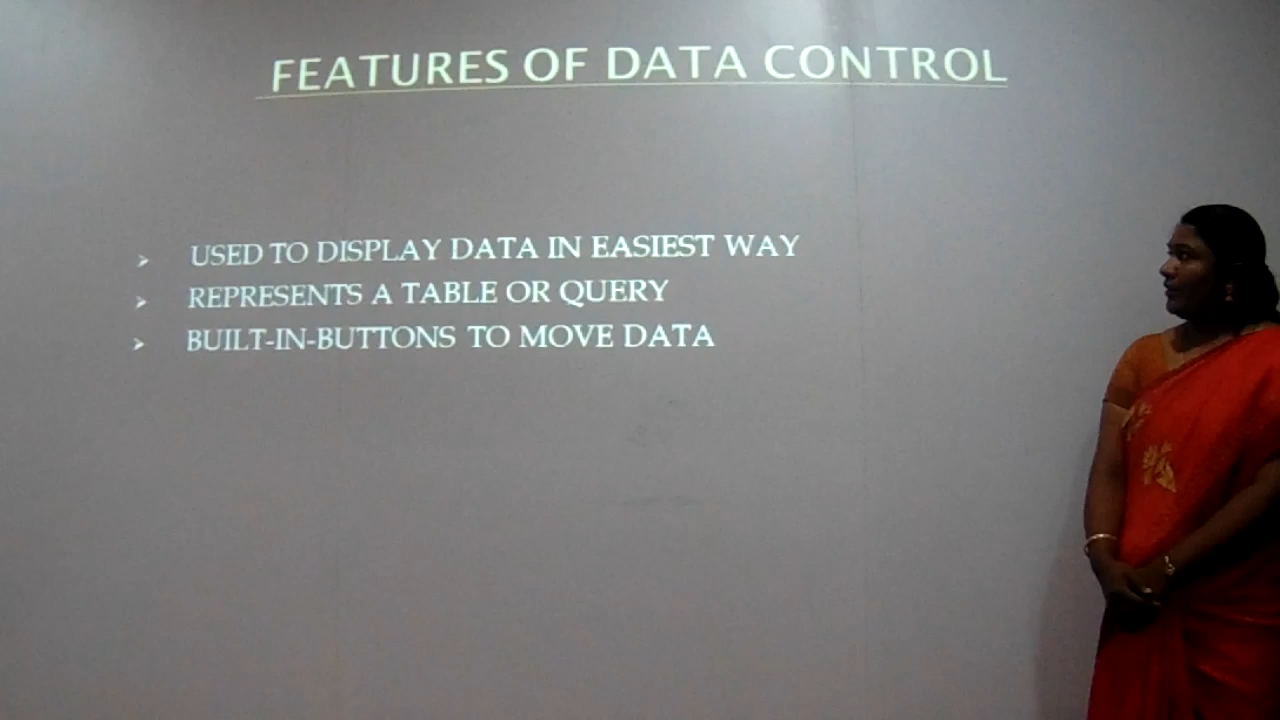 FEATURES OF DATA CONTROL
➢ USED TO DISPLAY DATA IN EASIEST WAY
➢ REPRESENTS A TABLE OR QUERY
➢ BUILT-IN-BUTTONS TO MOVE DATA